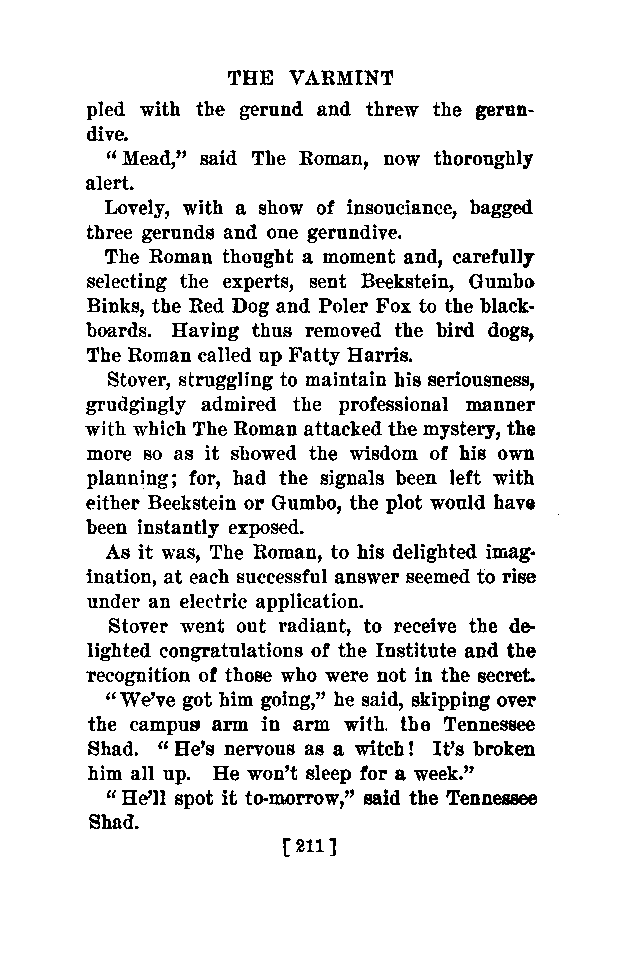 THE VARMINT
pled with the gerund and threw the gerun-
dive.
“Mead,” said The Roman, now thoroughly
alert.
Lovely, with a show of insouciance, bagged
three gerunds and one gerundive.
The Roman thought a moment and, carefully
selecting the experts, sent Beekstein, Gumbo
Binks, the Red Dog and Poler Fox to the black-
boards. Having thus removed the bird dogs,
The Roman called up Fatty Harris.
Stover, struggling to maintain his seriousness,
grudgingly admired the professional manner
with which The Roman attacked the mystery, the
more so as it showed the wisdom of his own
planning; for, had the signals been left with
either Beekstein or Gumbo, the plot would have
been instantly exposed.
As it was, The Roman, to his delighted imag-
ination, at each successful answer seemed to rise
under an electric application.
Stover went out radiant, to receive the de-
lighted congratulations of the Institute and the
recognition of those who were not in the secret.
“We’ve got him going,” he said, skipping over
the campus arm in arm with. the Tennessee
Shad. “He’s nervous as a witch! It’s broken
him all up. He won’t sleep for a week.”
“He’ll spot it to-morrow,” said the Tennessee
Shad.
[211]